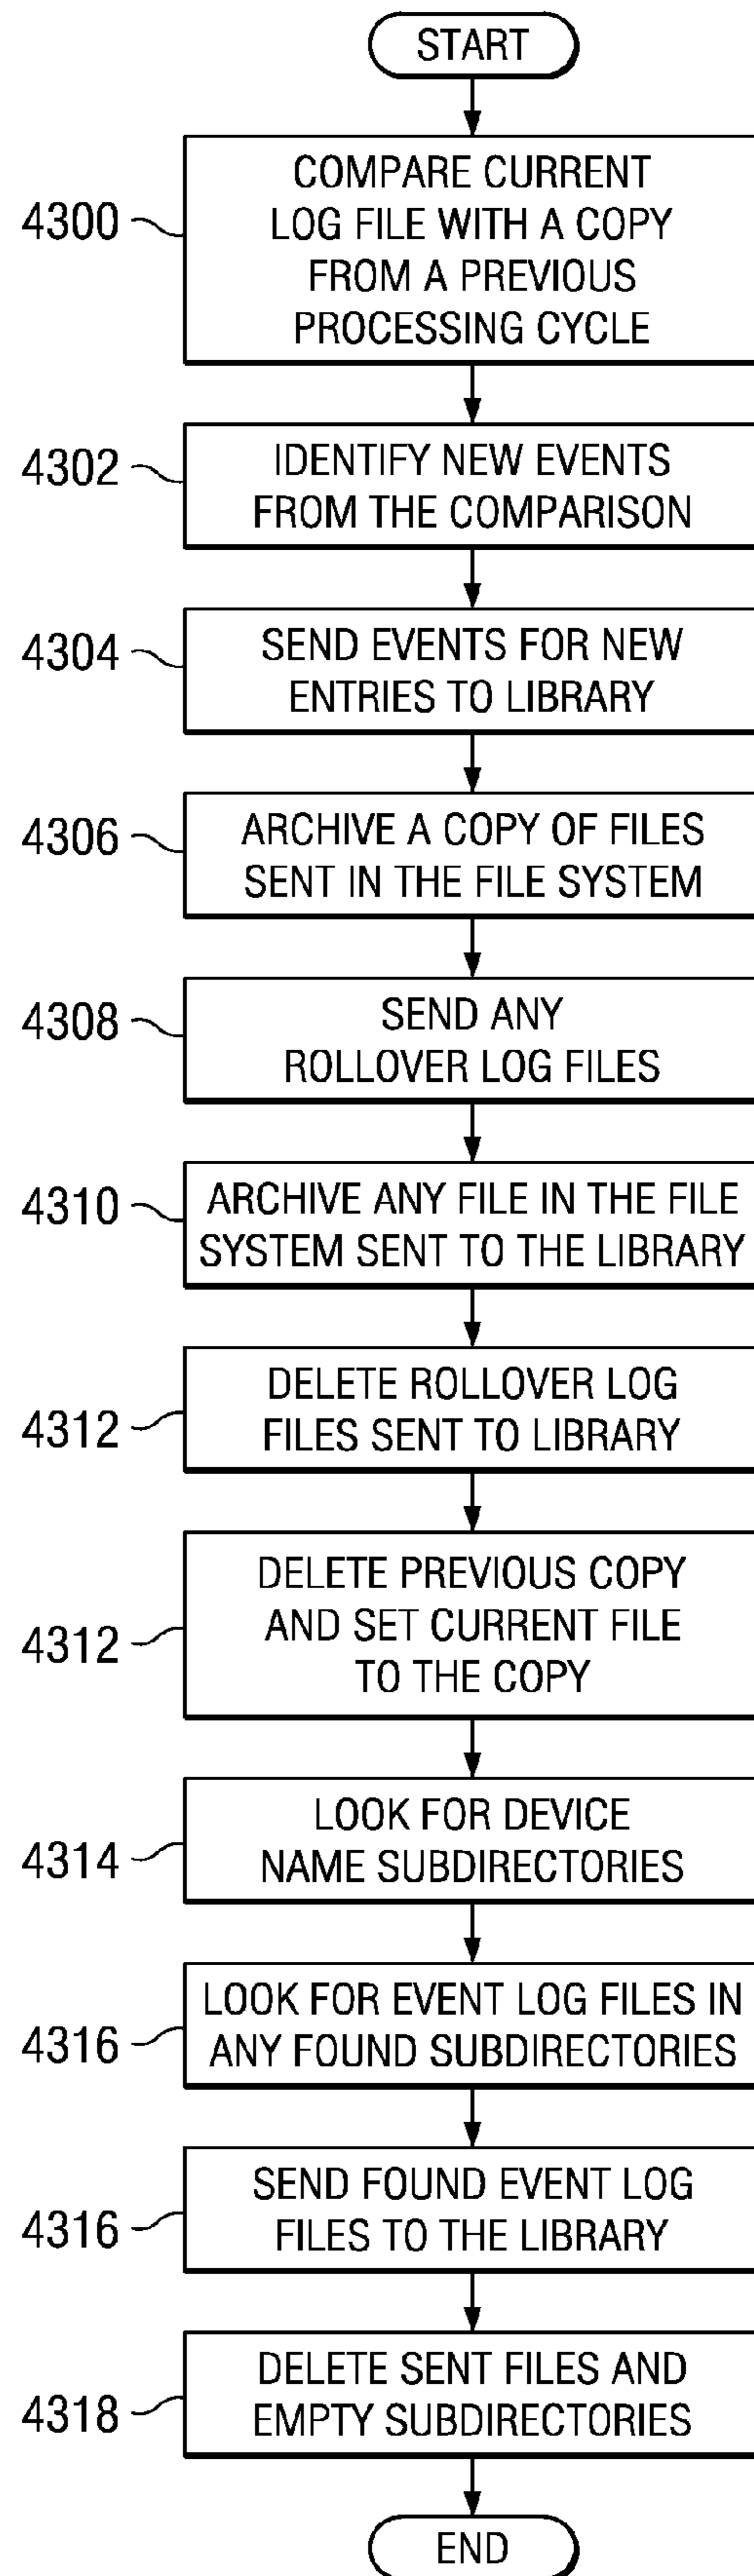 START
4300
COMPARE CURRENT
LOG FILE WITH A COPY
FROM A PREVIOUS
PROCESSING CYCLE
4302
IDENTIFY NEW EVENTS
FROM THE COMPARISON
4304
SEND EVENTS FOR NEW
ENTRIES TO LIBRARY
4306
ARCHIVE A COPY OF FILES
SENT IN THE FILE SYSTEM
4308
SEND ANY
ROLLOVER LOG FILES
4310
ARCHIVE ANY FILE IN THE FILE
SYSTEM SENT TO THE LIBRARY
4312
DELETE ROLLOVER LOG
FILES SENT TO LIBRARY
4312
DELETE PREVIOUS COPY
AND SET CURRENT FILE
TO THE COPY
4314
LOOK FOR DEVICE
NAME SUBDIRECTORIES
4316
LOOK FOR EVENT LOG FILES IN
ANY FOUND SUBDIRECTORIES
4316
SEND FOUND EVENT LOG
FILES TO THE LIBRARY
4318
DELETE SENT FILES AND
EMPTY SUBDIRECTORIES
END